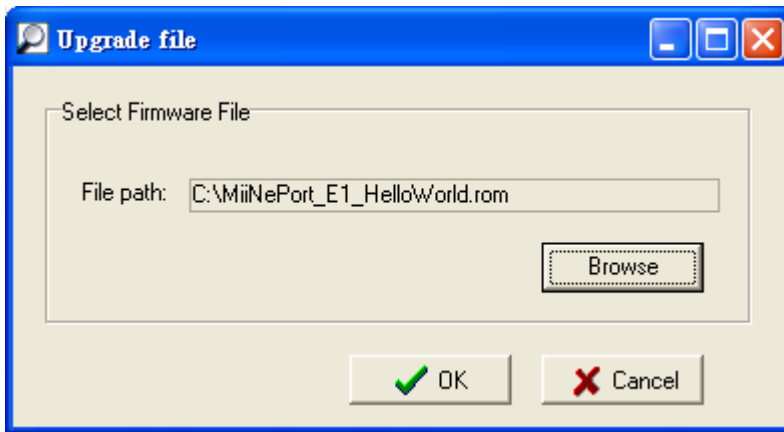 Upgrade file
Select Firmware File
File path: C:\MiiNePort_E1_HelloWorld.rom
Browse
OK Cancel